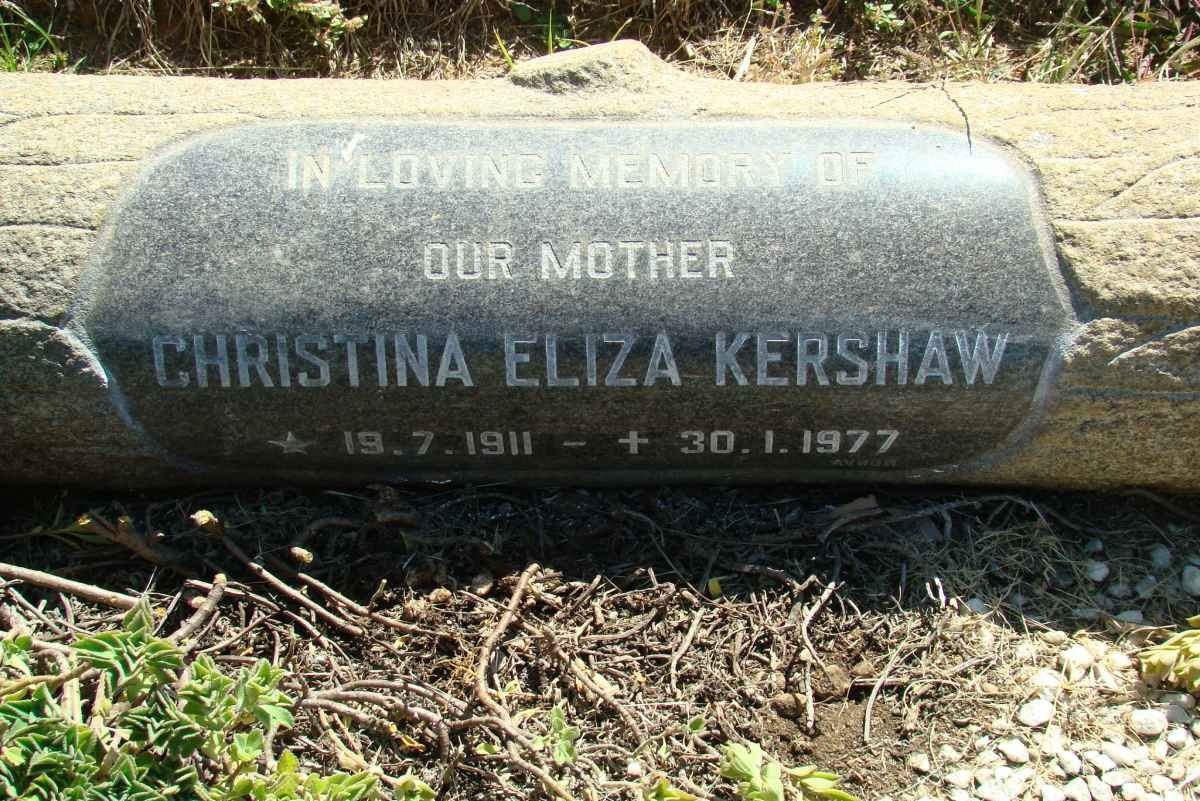 IN LOVING MEMORY OF
OUR MOTHER
CHRISTINA ELIZA KERSHAW
★ 19.7.1911 - ✝ 30.1.1977